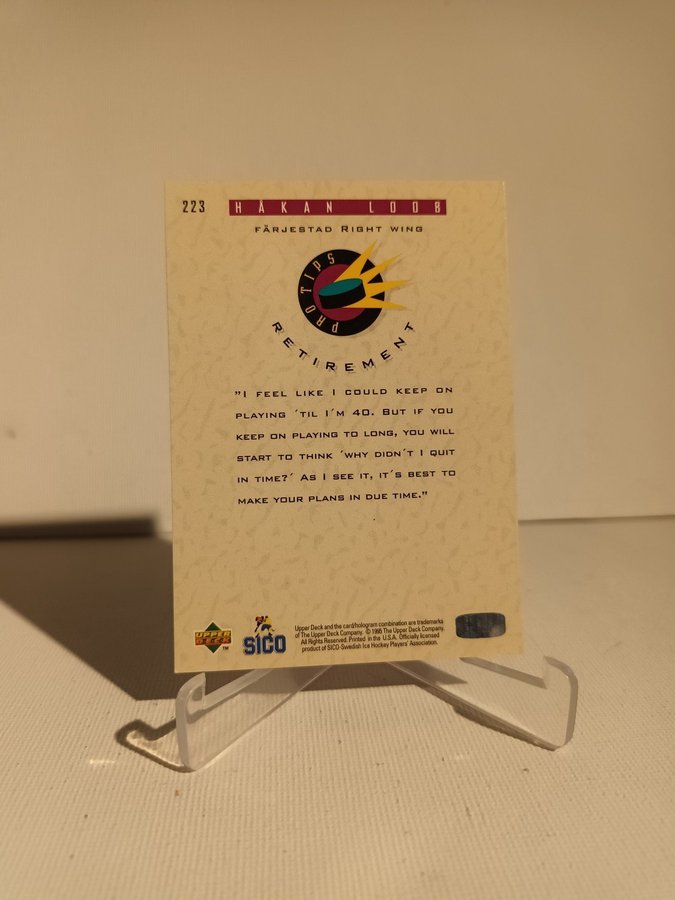 223 HÅKAN LOOB
FÄRJESTAD RIGHT WING
PRO TIPS
RETIREMENT
"I FEEL LIKE I COULD KEEP ON
PLAYING 'TIL I'M 40. BUT IF YOU
KEEP ON PLAYING TO LONG, YOU WILL
START TO THINK 'WHY DIDN'T I QUIT
IN TIME?' AS I SEE IT, IT'S BEST TO
MAKE YOUR PLANS IN DUE TIME."
UPPER DECK TM
SICO
Upper Deck and the card/hologram combination are trademarks
of The Upper Deck Company. © 1995 The Upper Deck Company.
All Rights Reserved. Printed in the U.S.A. Officially licensed
product of SICO-Swedish Ice Hockey Players' Association.